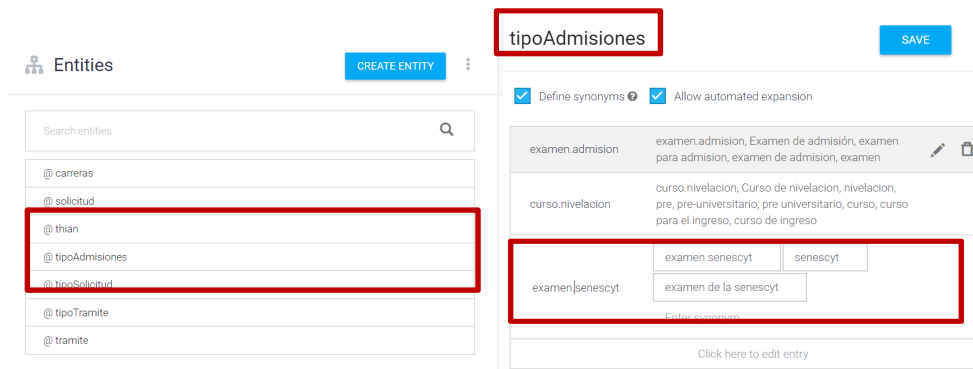 Entities
CREATE ENTITY
Search entities
@ carreras
@ solicitud
@ thian
@ tipoAdmisiones
@ tipoSolicitud
@ tipoTramite
@ tramite
tipoAdmisiones
SAVE
Define synonyms
Allow automated expansion
examen.admision
examen.admision, Examen de admisión, examen
para admision, examen de admision, examen
curso.nivelacion
curso.nivelacion, Curso de nivelacion, nivelacion,
pre, pre-universitario, pre universitario, curso, curso
para el ingreso, curso de ingreso
examen.senescyt
examen senescyt
senescyt
examen de la senescyt
Enter synonym
Click here to edit entry